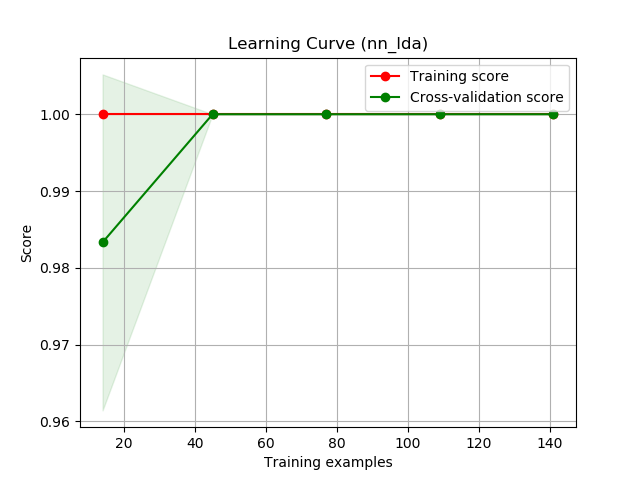 Learning Curve (nn_lda)
Training score
Cross-validation score
1.00
0.99
0.98
0.97
0.96
Score
20 40 60 80 100 120 140
Training examples